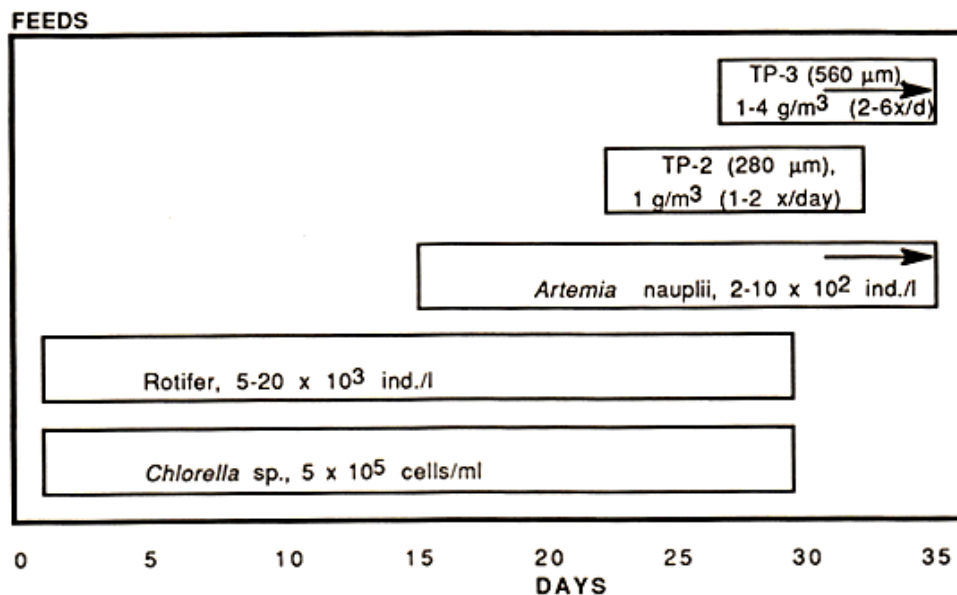 FEEDS
TP-3 (560 µm),
1-4 g/m³ (2-6x/d)
TP-2 (280 µm),
1 g/m³ (1-2 x/day)
Artemia nauplii, 2-10 x 10² ind./l
Rotifer, 5-20 x 10³ ind./l
Chlorella sp., 5 x 10⁵ cells/ml
0 5 10 15 20 25 30 35
DAYS